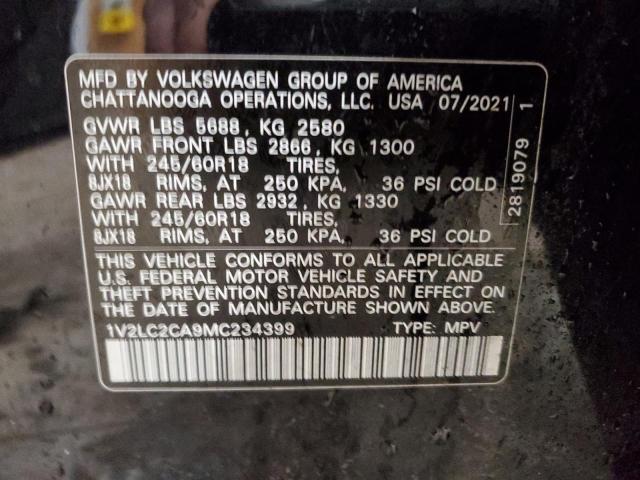 MFD BY VOLKSWAGEN GROUP OF AMERICA
CHATTANOOGA OPERATIONS, LLC. USA 07/2021
GVWR LBS 5688, KG 2580
GAWR FRONT LBS 2866, KG 1300
WITH 245/60R18 TIRES,
8JX18 RIMS, AT 250 KPA, 36 PSI COLD
GAWR REAR LBS 2932, KG 1330
WITH 245/60R18 TIRES,
8JX18 RIMS, AT 250 KPA, 36 PSI COLD
THIS VEHICLE CONFORMS TO ALL APPLICABLE
U.S. FEDERAL MOTOR VEHICLE SAFETY AND
THEFT PREVENTION STANDARDS IN EFFECT ON
THE DATE OF MANUFACTURE SHOWN ABOVE.
1V2LC2CA9MC234399 TYPE: MPV
2819079 1